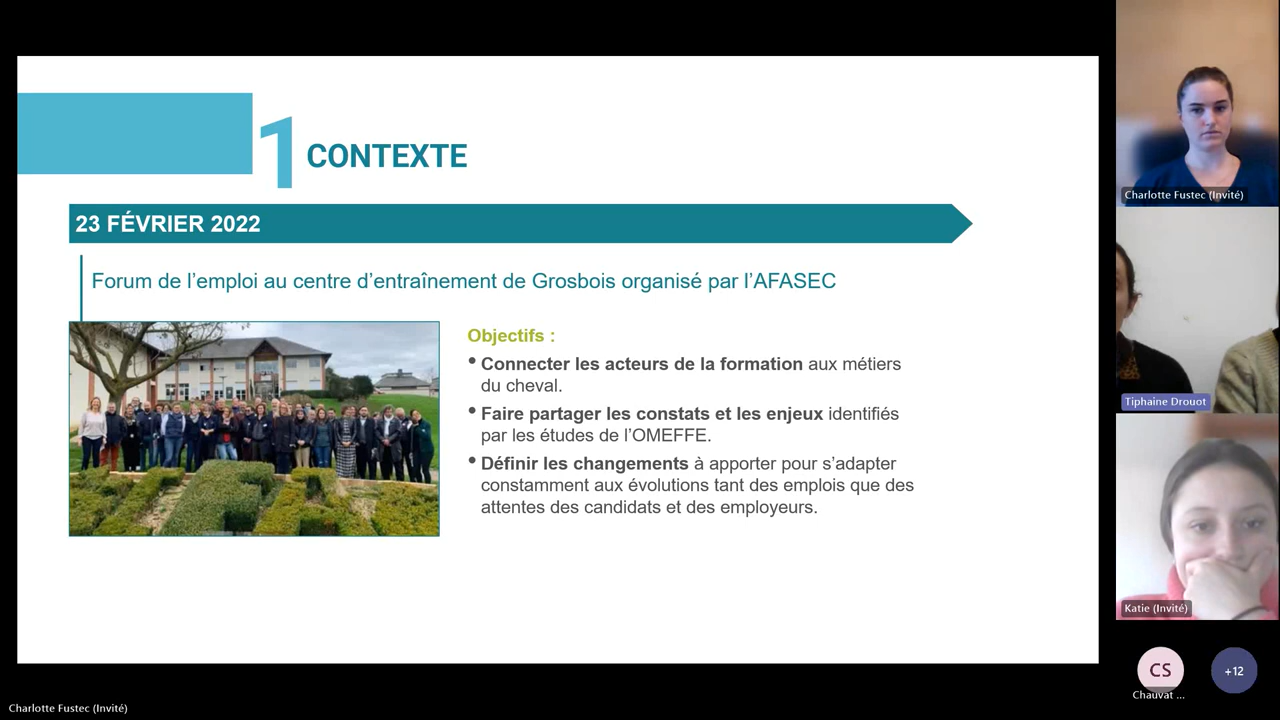 1 CONTEXTE
23 FÉVRIER 2022
Forum de l’emploi au centre d’entraînement de Grosbois organisé par l’AFASEC
Objectifs :
• Connecter les acteurs de la formation aux métiers
du cheval.
• Faire partager les constats et les enjeux identifiés
par les études de l’OMEFFE.
• Définir les changements à apporter pour s’adapter
constamment aux évolutions tant des emplois que des
attentes des candidats et des employeurs.
Charlotte Fustec (Invité)
Tiphaine Drouot
Katie (Invité)
CS
+12
Chauvat ...
Charlotte Fustec (Invité)